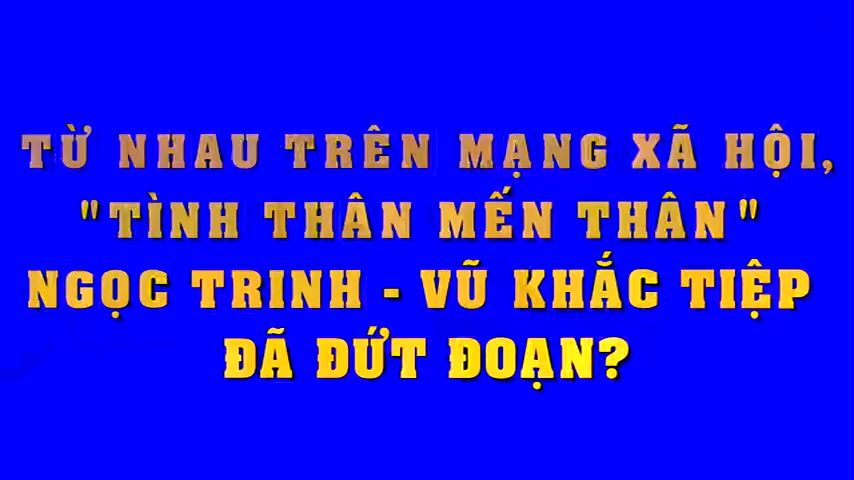 TỪ NHAU TRÊN MẠNG XÃ HỘI,
"TÌNH THÂN MẾN THÂN"
NGỌC TRINH - VŨ KHẮC TIỆP
ĐÃ ĐỨT ĐOẠN?